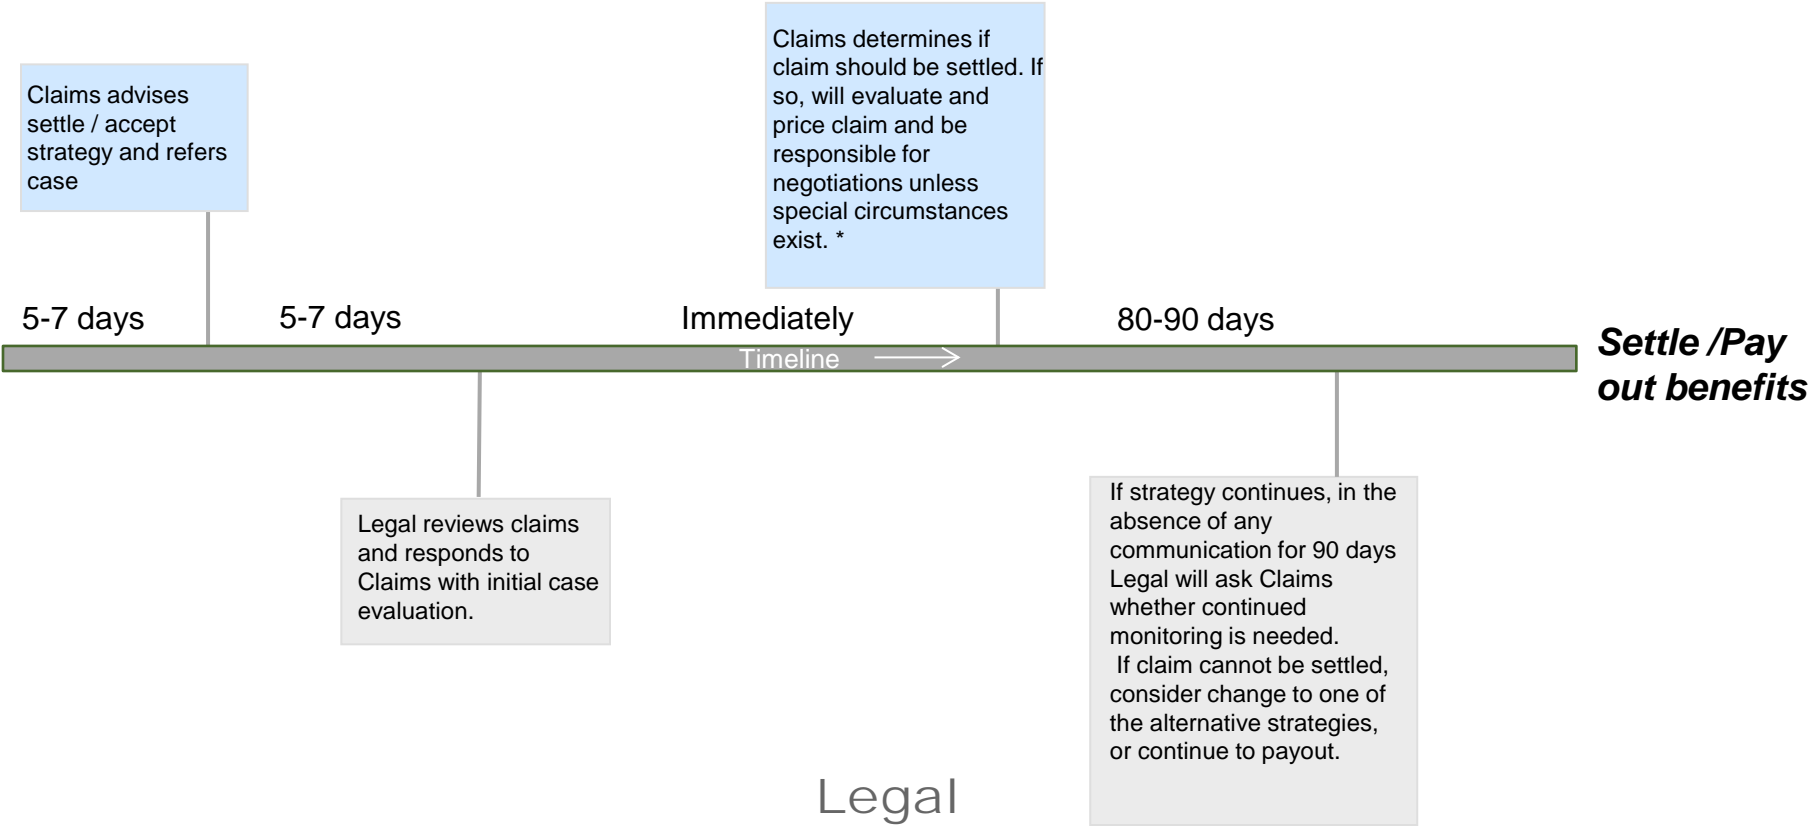 Claims advises
settle / accept
strategy and refers
case
Claims determines if
claim should be settled. If
so, will evaluate and
price claim and be
responsible for
negotiations unless
special circumstances
exist. *
5-7 days
5-7 days
Immediately
80-90 days
Timeline
Settle /Pay
out benefits
Legal reviews claims
and responds to
Claims with initial case
evaluation.
If strategy continues, in the
absence of any
communication for 90 days
Legal will ask Claims
whether continued
monitoring is needed.
If claim cannot be settled,
consider change to one of
the alternative strategies,
or continue to payout.
Legal